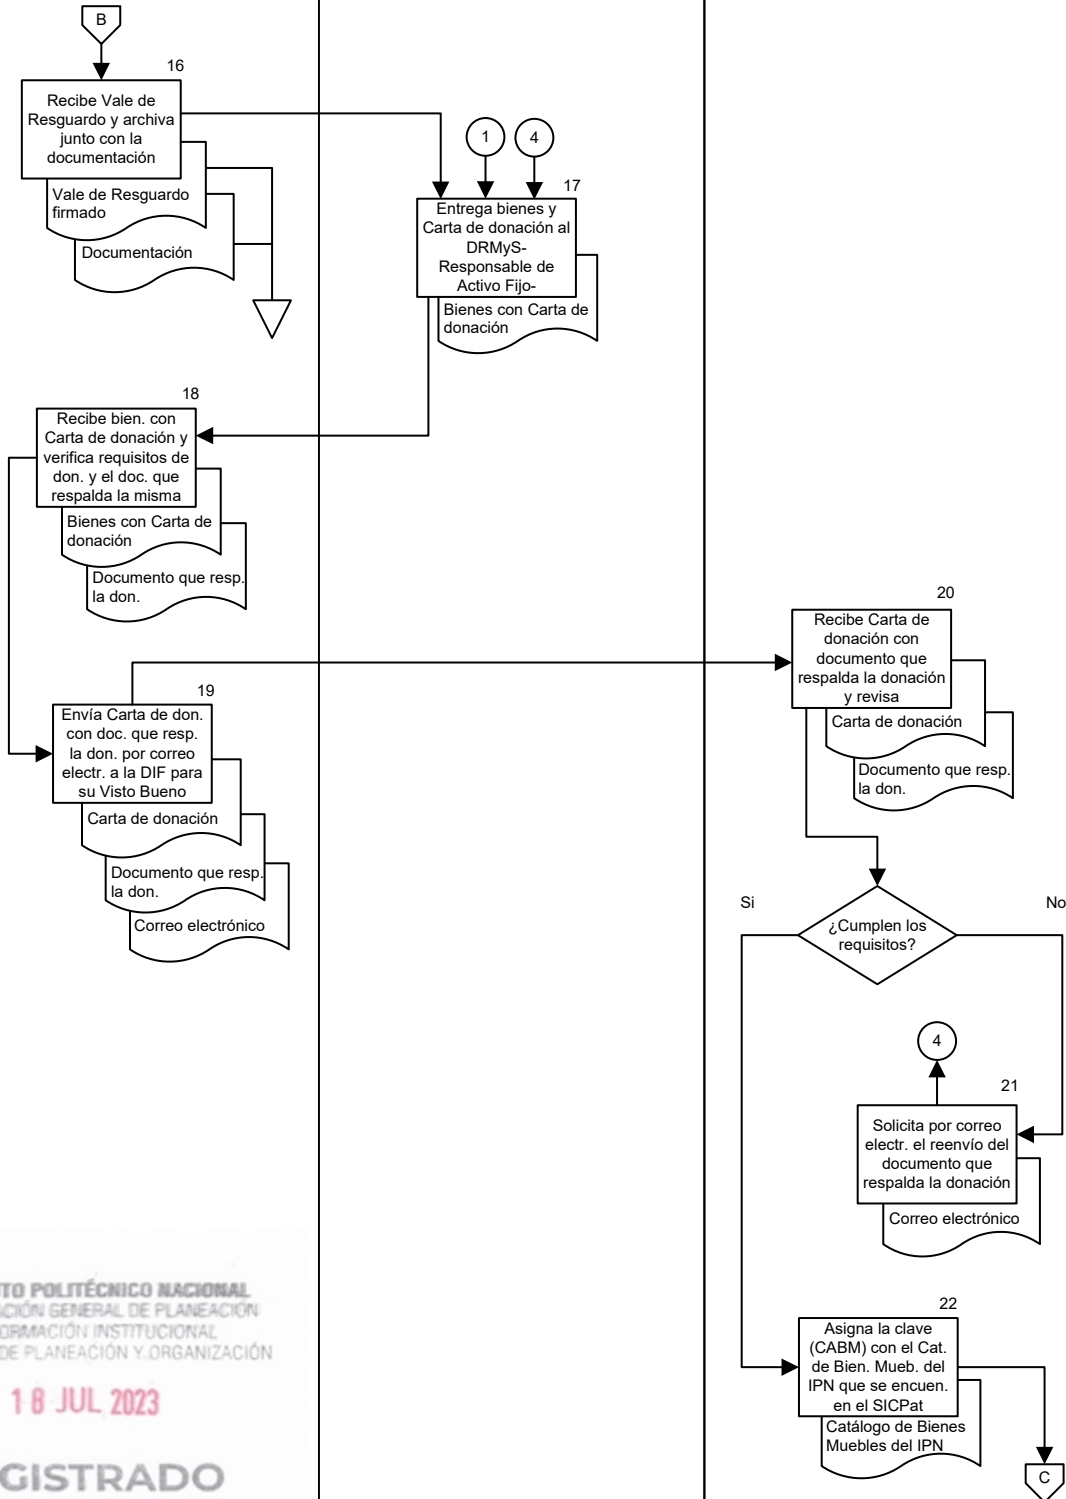 B
16
Recibe Vale de
Resguardo y archiva
junto con la
documentación
Vale de Resguardo
firmado
Documentación
1
4
17
Entrega bienes y
Carta de donación al
DRMyS-
Responsable de
Activo Fijo-
Bienes con Carta de
donación
18
Recibe bien. con
Carta de donación y
verifica requisitos de
don. y el doc. que
respalda la misma
Bienes con Carta de
donación
Documento que resp.
la don.
19
Envía Carta de don.
con doc. que resp.
la don. por correo
electr. a la DIF para
su Visto Bueno
Carta de donación
Documento que resp.
la don.
Correo electrónico
20
Recibe Carta de
donación con
documento que
respalda la donación
y revisa
Carta de donación
Documento que resp.
la don.
Si
No
¿Cumplen los
requisitos?
4
21
Solicita por correo
electr. el reenvío del
documento que
respalda la donación
Correo electrónico
22
Asigna la clave
(CABM) con el Cat.
de Bien. Mueb. del
IPN que se encuen.
en el SICPat
Catálogo de Bienes
Muebles del IPN
C
TO POLITÉCNICO NACIONAL
ACIÓN GENERAL DE PLANEACIÓN
ORMACIÓN INSTITUCIONAL
DE PLANEACIÓN Y ORGANIZACIÓN
18 JUL 2023
GISTRADO